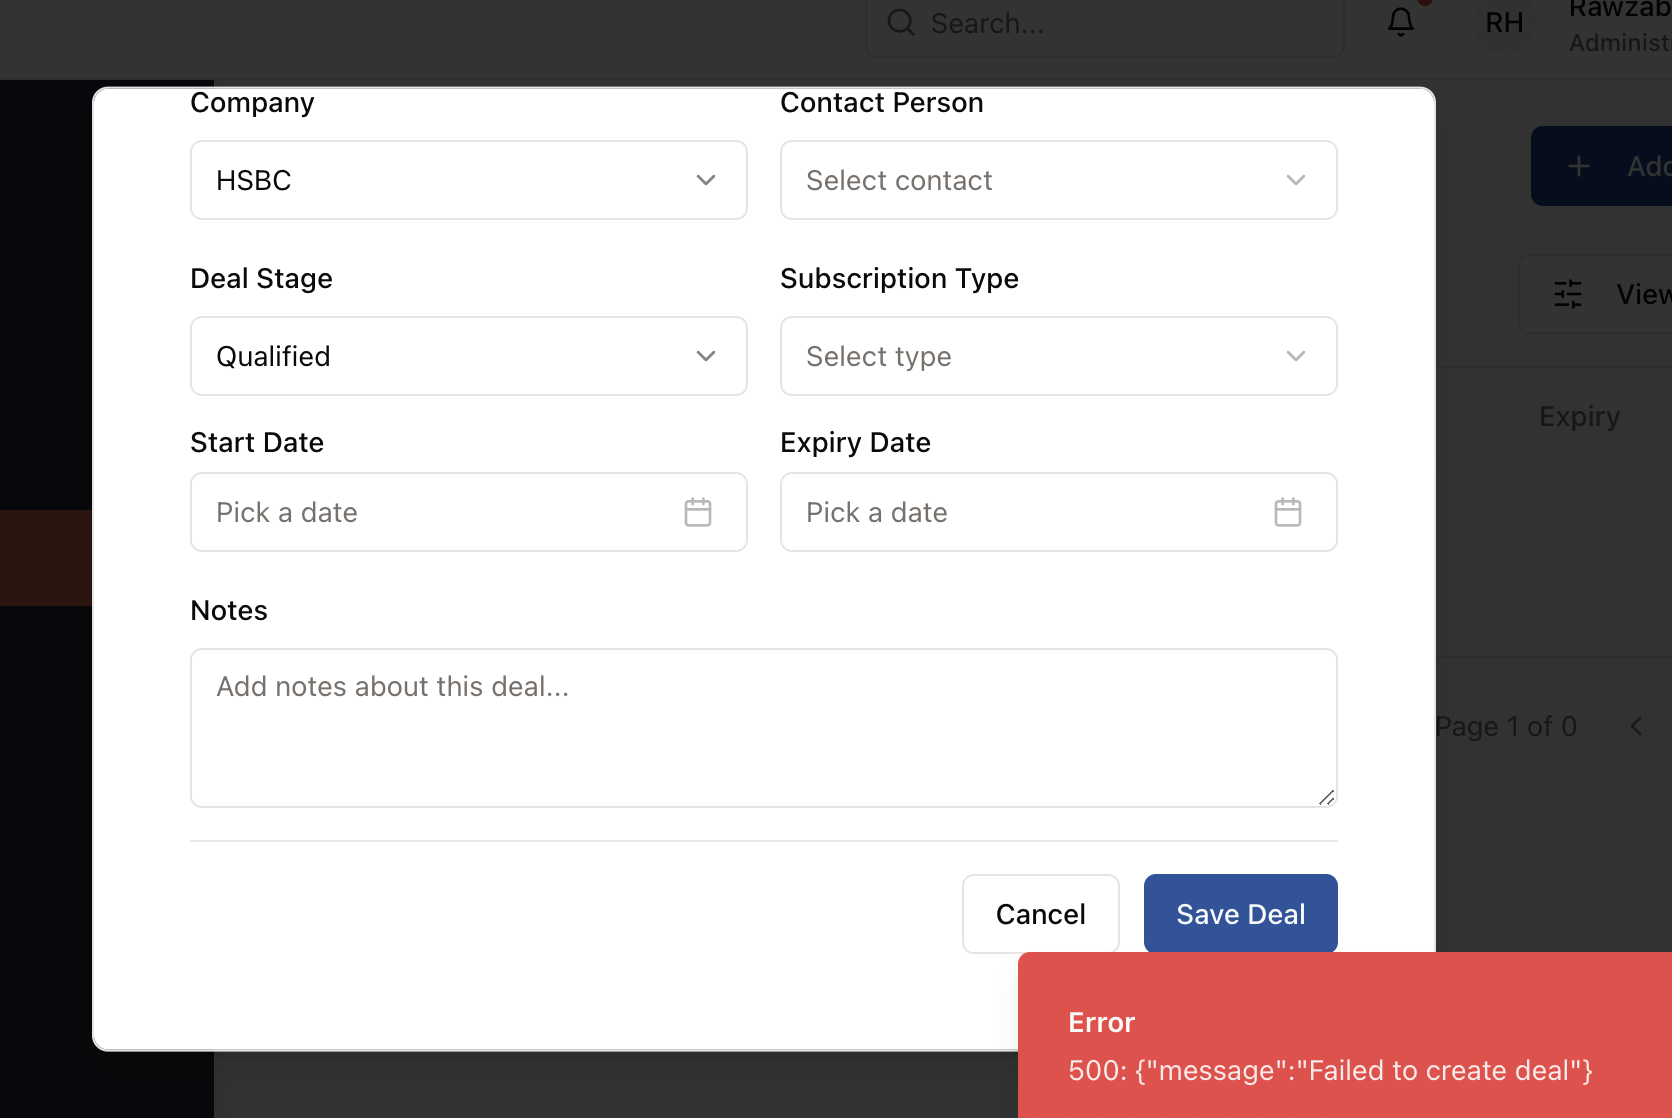 Search...
RH
Administ
Company
Contact Person
HSBC
Select contact
Deal Stage
Subscription Type
Qualified
Select type
View
Start Date
Expiry Date
Expiry
Pick a date
Pick a date
Notes
Add notes about this deal...
Page 1 of 0
Cancel
Save Deal
Error
500: {"message":"Failed to create deal"}